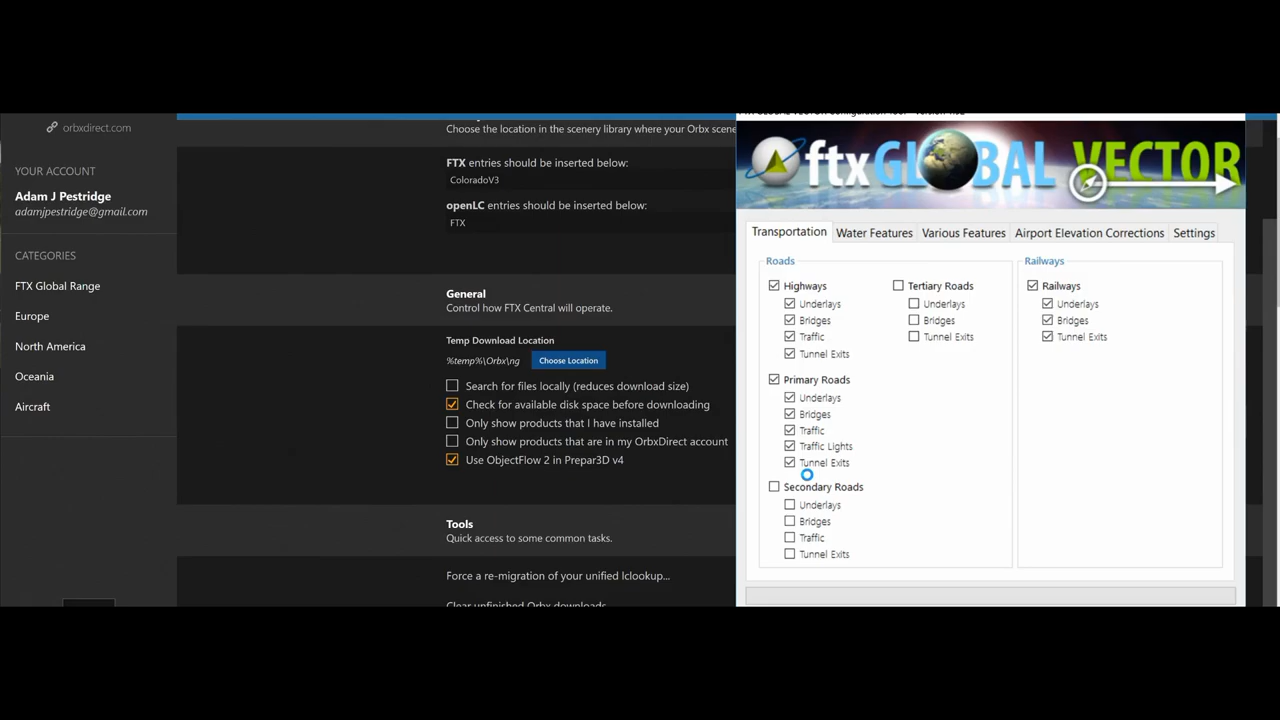 orbxdirect.com
YOUR ACCOUNT
Adam J Pestridge
adamjpestridge@gmail.com
CATEGORIES
FTX Global Range
Europe
North America
Oceania
Aircraft
Choose the location in the scenery library where your Orbx scene
FTX entries should be inserted below:
ColoradoV3
openLC entries should be inserted below:
FTX
General
Control how FTX Central will operate.
Temp Download Location
%temp%\Orbx\ng
Choose Location
Search for files locally (reduces download size)
Check for available disk space before downloading
Only show products that I have installed
Only show products that are in my OrbxDirect account
Use ObjectFlow 2 in Prepar3D v4
Tools
Quick access to some common tasks.
Force a re-migration of your unified lclookup...
Clear unfinished Orbx downloads
ftxGLOBAL VECTOR
Transportation
Water Features
Various Features
Airport Elevation Corrections
Settings
Roads
Highways
Underlays
Bridges
Traffic
Tunnel Exits
Primary Roads
Underlays
Bridges
Traffic
Traffic Lights
Tunnel Exits
Secondary Roads
Underlays
Bridges
Traffic
Tunnel Exits
Tertiary Roads
Underlays
Bridges
Tunnel Exits
Railways
Railways
Underlays
Bridges
Tunnel Exits